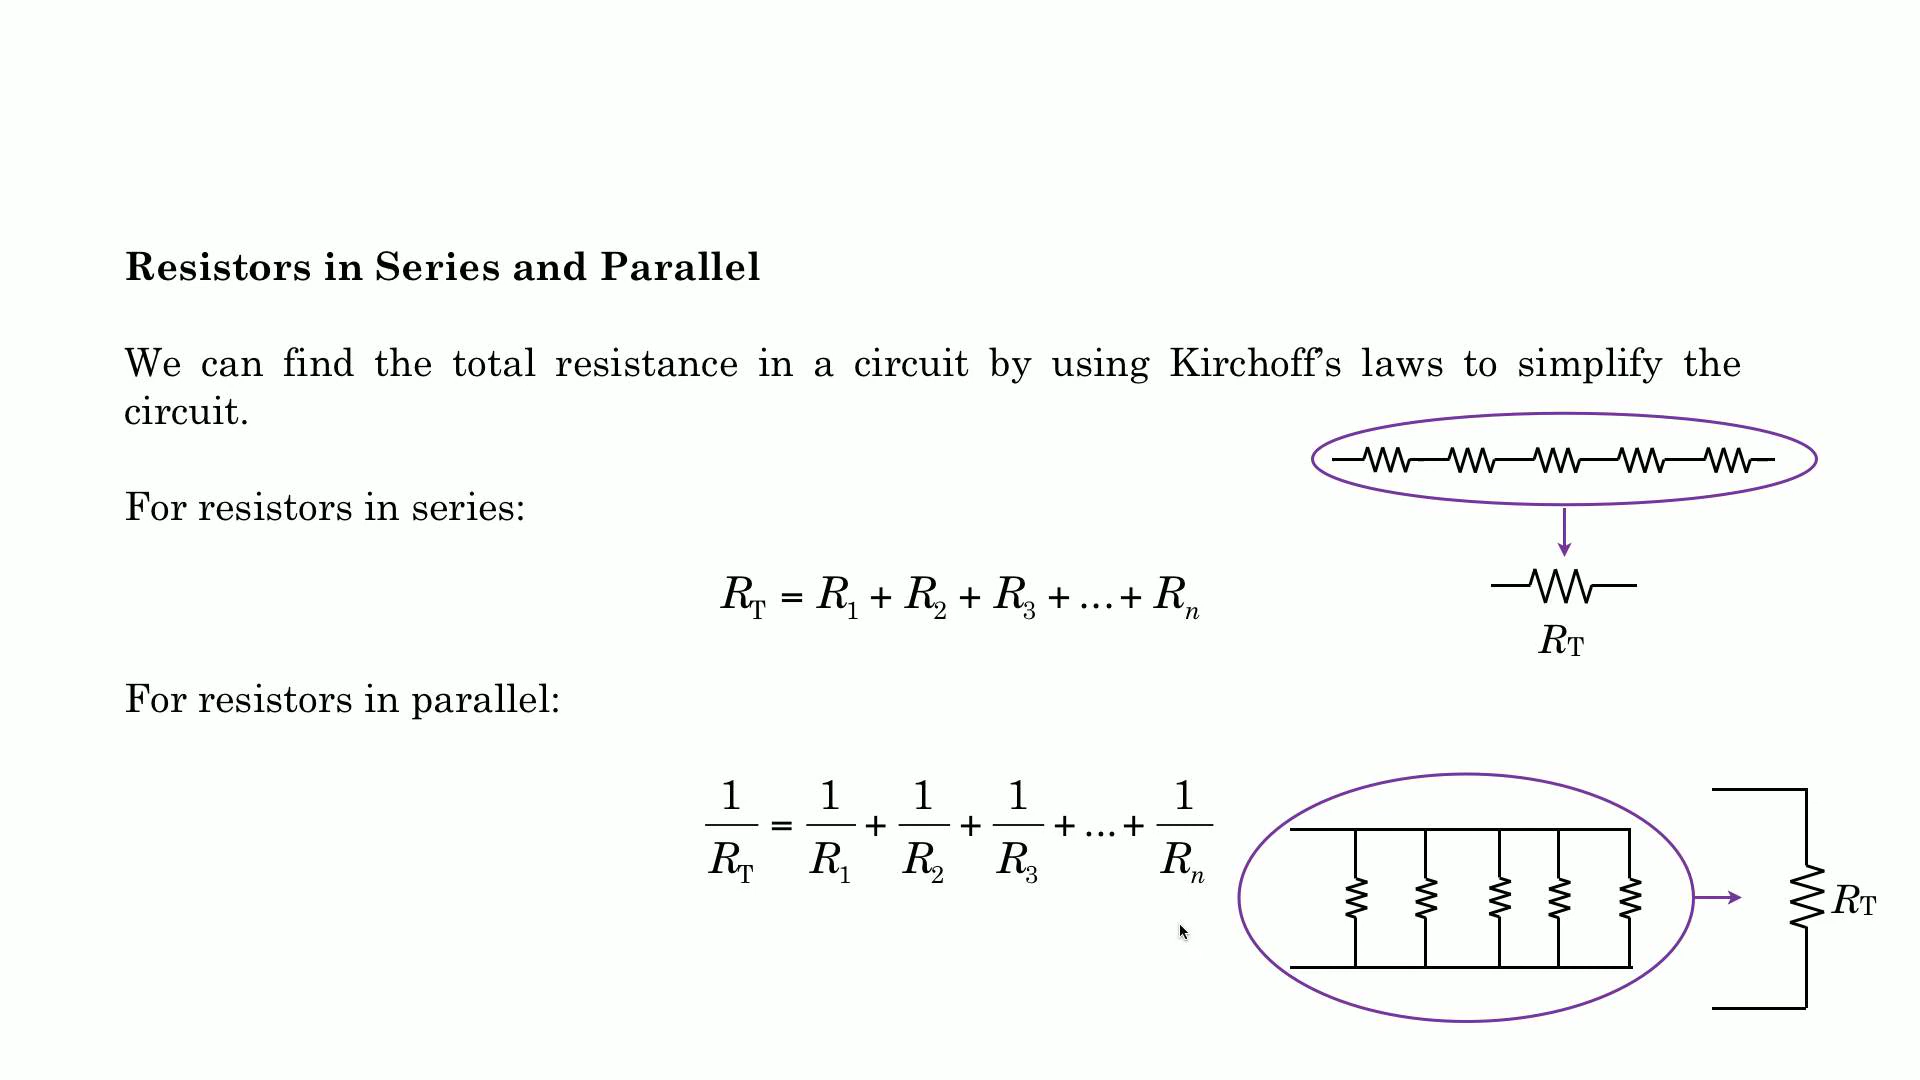 Resistors in Series and Parallel
We can find the total resistance in a circuit by using Kirchoff’s laws to simplify the
circuit.
For resistors in series:
R_T = R_1 + R_2 + R_3 + ... + R_n
R_T
For resistors in parallel:
1/R_T = 1/R_1 + 1/R_2 + 1/R_3 + ... + 1/R_n
R_T